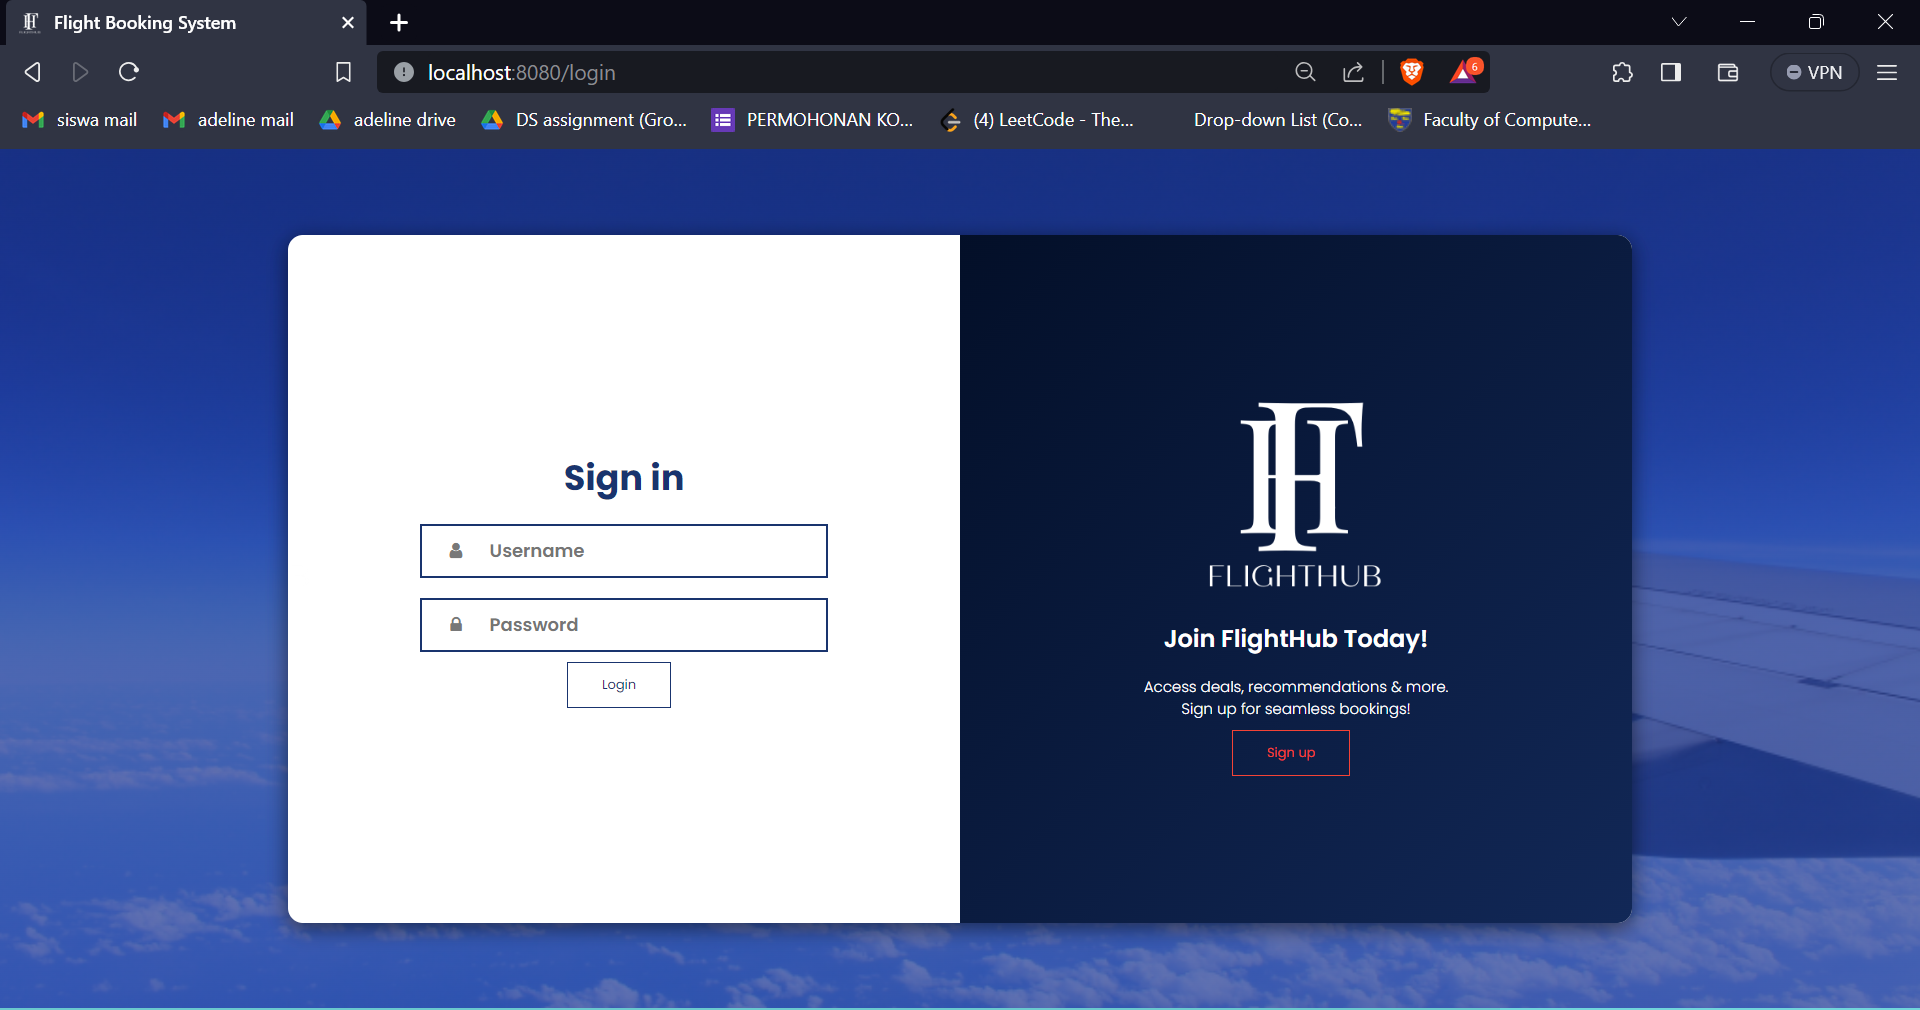 Flight Booking System
localhost:8080/login
6
VPN
siswa mail
adeline mail
adeline drive
DS assignment (Gro...
PERMOHONAN KO...
(4) LeetCode - The...
Drop-down List (Co...
Faculty of Compute...
Sign in
Username
Password
Login
FH
FLIGHTHUB
Join FlightHub Today!
Access deals, recommendations & more.
Sign up for seamless bookings!
Sign up